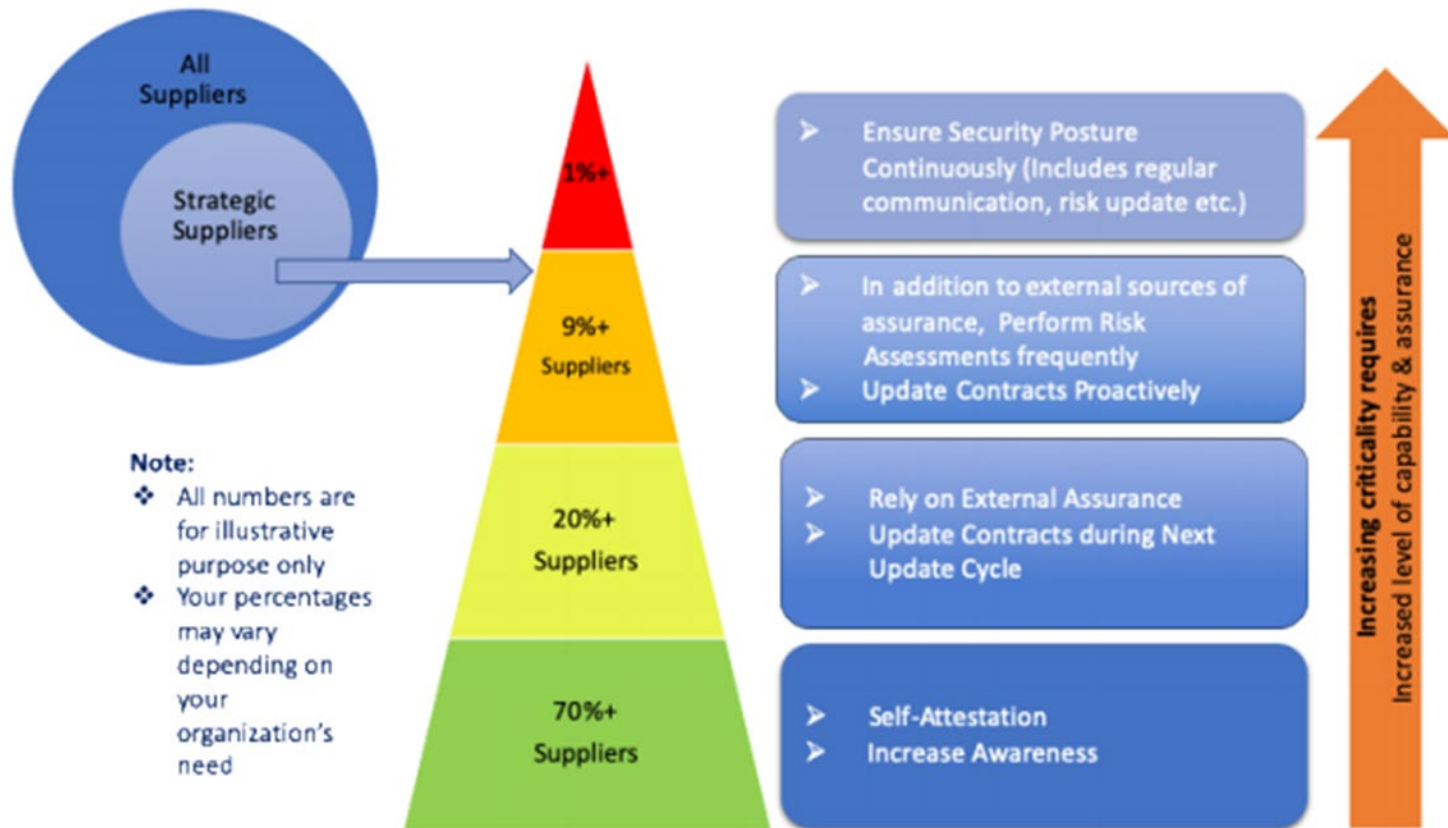 All
Suppliers
Strategic
Suppliers
Note:
❖ All numbers are
for illustrative
purpose only
❖ Your percentages
may vary
depending on
your
organization's
need
1%+
9%+
Suppliers
20%+
Suppliers
70%+
Suppliers
➢ Ensure Security Posture
Continuously (Includes regular
communication, risk update etc.)
➢ In addition to external sources of
assurance, Perform Risk
Assessments frequently
➢ Update Contracts Proactively
➢ Rely on External Assurance
➢ Update Contracts during Next
Update Cycle
➢ Self-Attestation
➢ Increase Awareness
Increasing criticality requires
Increased level of capability & assurance